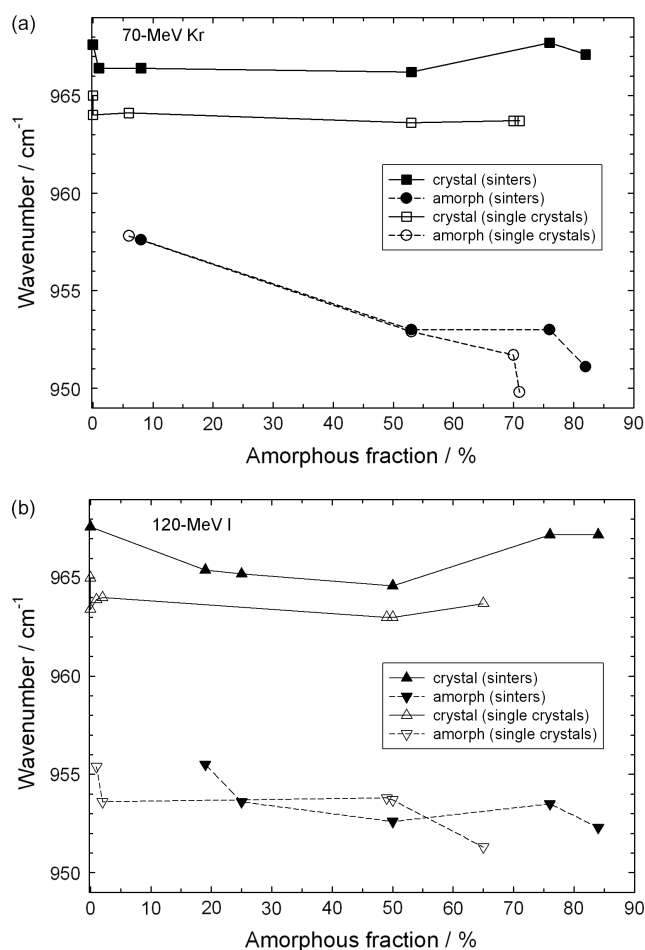 (a)
70-MeV Kr
965
960
955
950
Wavenumber / cm-1
crystal (sinters)
amorph (sinters)
crystal (single crystals)
amorph (single crystals)
0 10 20 30 40 50 60 70 80 90
Amorphous fraction / %
(b)
120-MeV I
965
960
955
950
Wavenumber / cm-1
crystal (sinters)
amorph (sinters)
crystal (single crystals)
amorph (single crystals)
0 10 20 30 40 50 60 70 80 90
Amorphous fraction / %